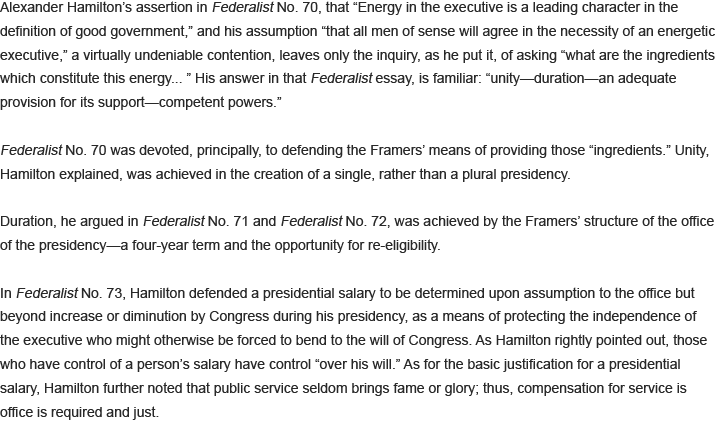 Alexander Hamilton’s assertion in Federalist No. 70, that “Energy in the executive is a leading character in the
definition of good government,” and his assumption “that all men of sense will agree in the necessity of an energetic
executive,” a virtually undeniable contention, leaves only the inquiry, as he put it, of asking “what are the ingredients
which constitute this energy... ” His answer in that Federalist essay, is familiar: “unity—duration—an adequate
provision for its support—competent powers.”

Federalist No. 70 was devoted, principally, to defending the Framers’ means of providing those “ingredients.” Unity,
Hamilton explained, was achieved in the creation of a single, rather than a plural presidency.

Duration, he argued in Federalist No. 71 and Federalist No. 72, was achieved by the Framers’ structure of the office
of the presidency—a four-year term and the opportunity for re-eligibility.

In Federalist No. 73, Hamilton defended a presidential salary to be determined upon assumption to the office but
beyond increase or diminution by Congress during his presidency, as a means of protecting the independence of
the executive who might otherwise be forced to bend to the will of Congress. As Hamilton rightly pointed out, those
who have control of a person’s salary have control “over his will.” As for the basic justification for a presidential
salary, Hamilton further noted that public service seldom brings fame or glory; thus, compensation for service is
office is required and just.